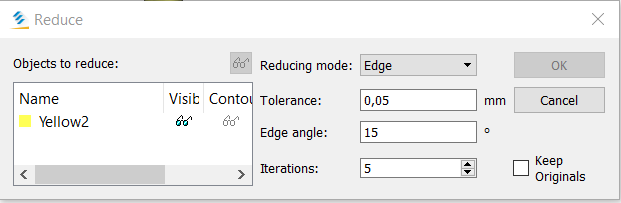 Reduce
Objects to reduce:
Name Visib Contou
Yellow2
Reducing mode: Edge
OK
Tolerance: 0,05 mm
Cancel
Edge angle: 15 °
Iterations: 5
Keep
Originals